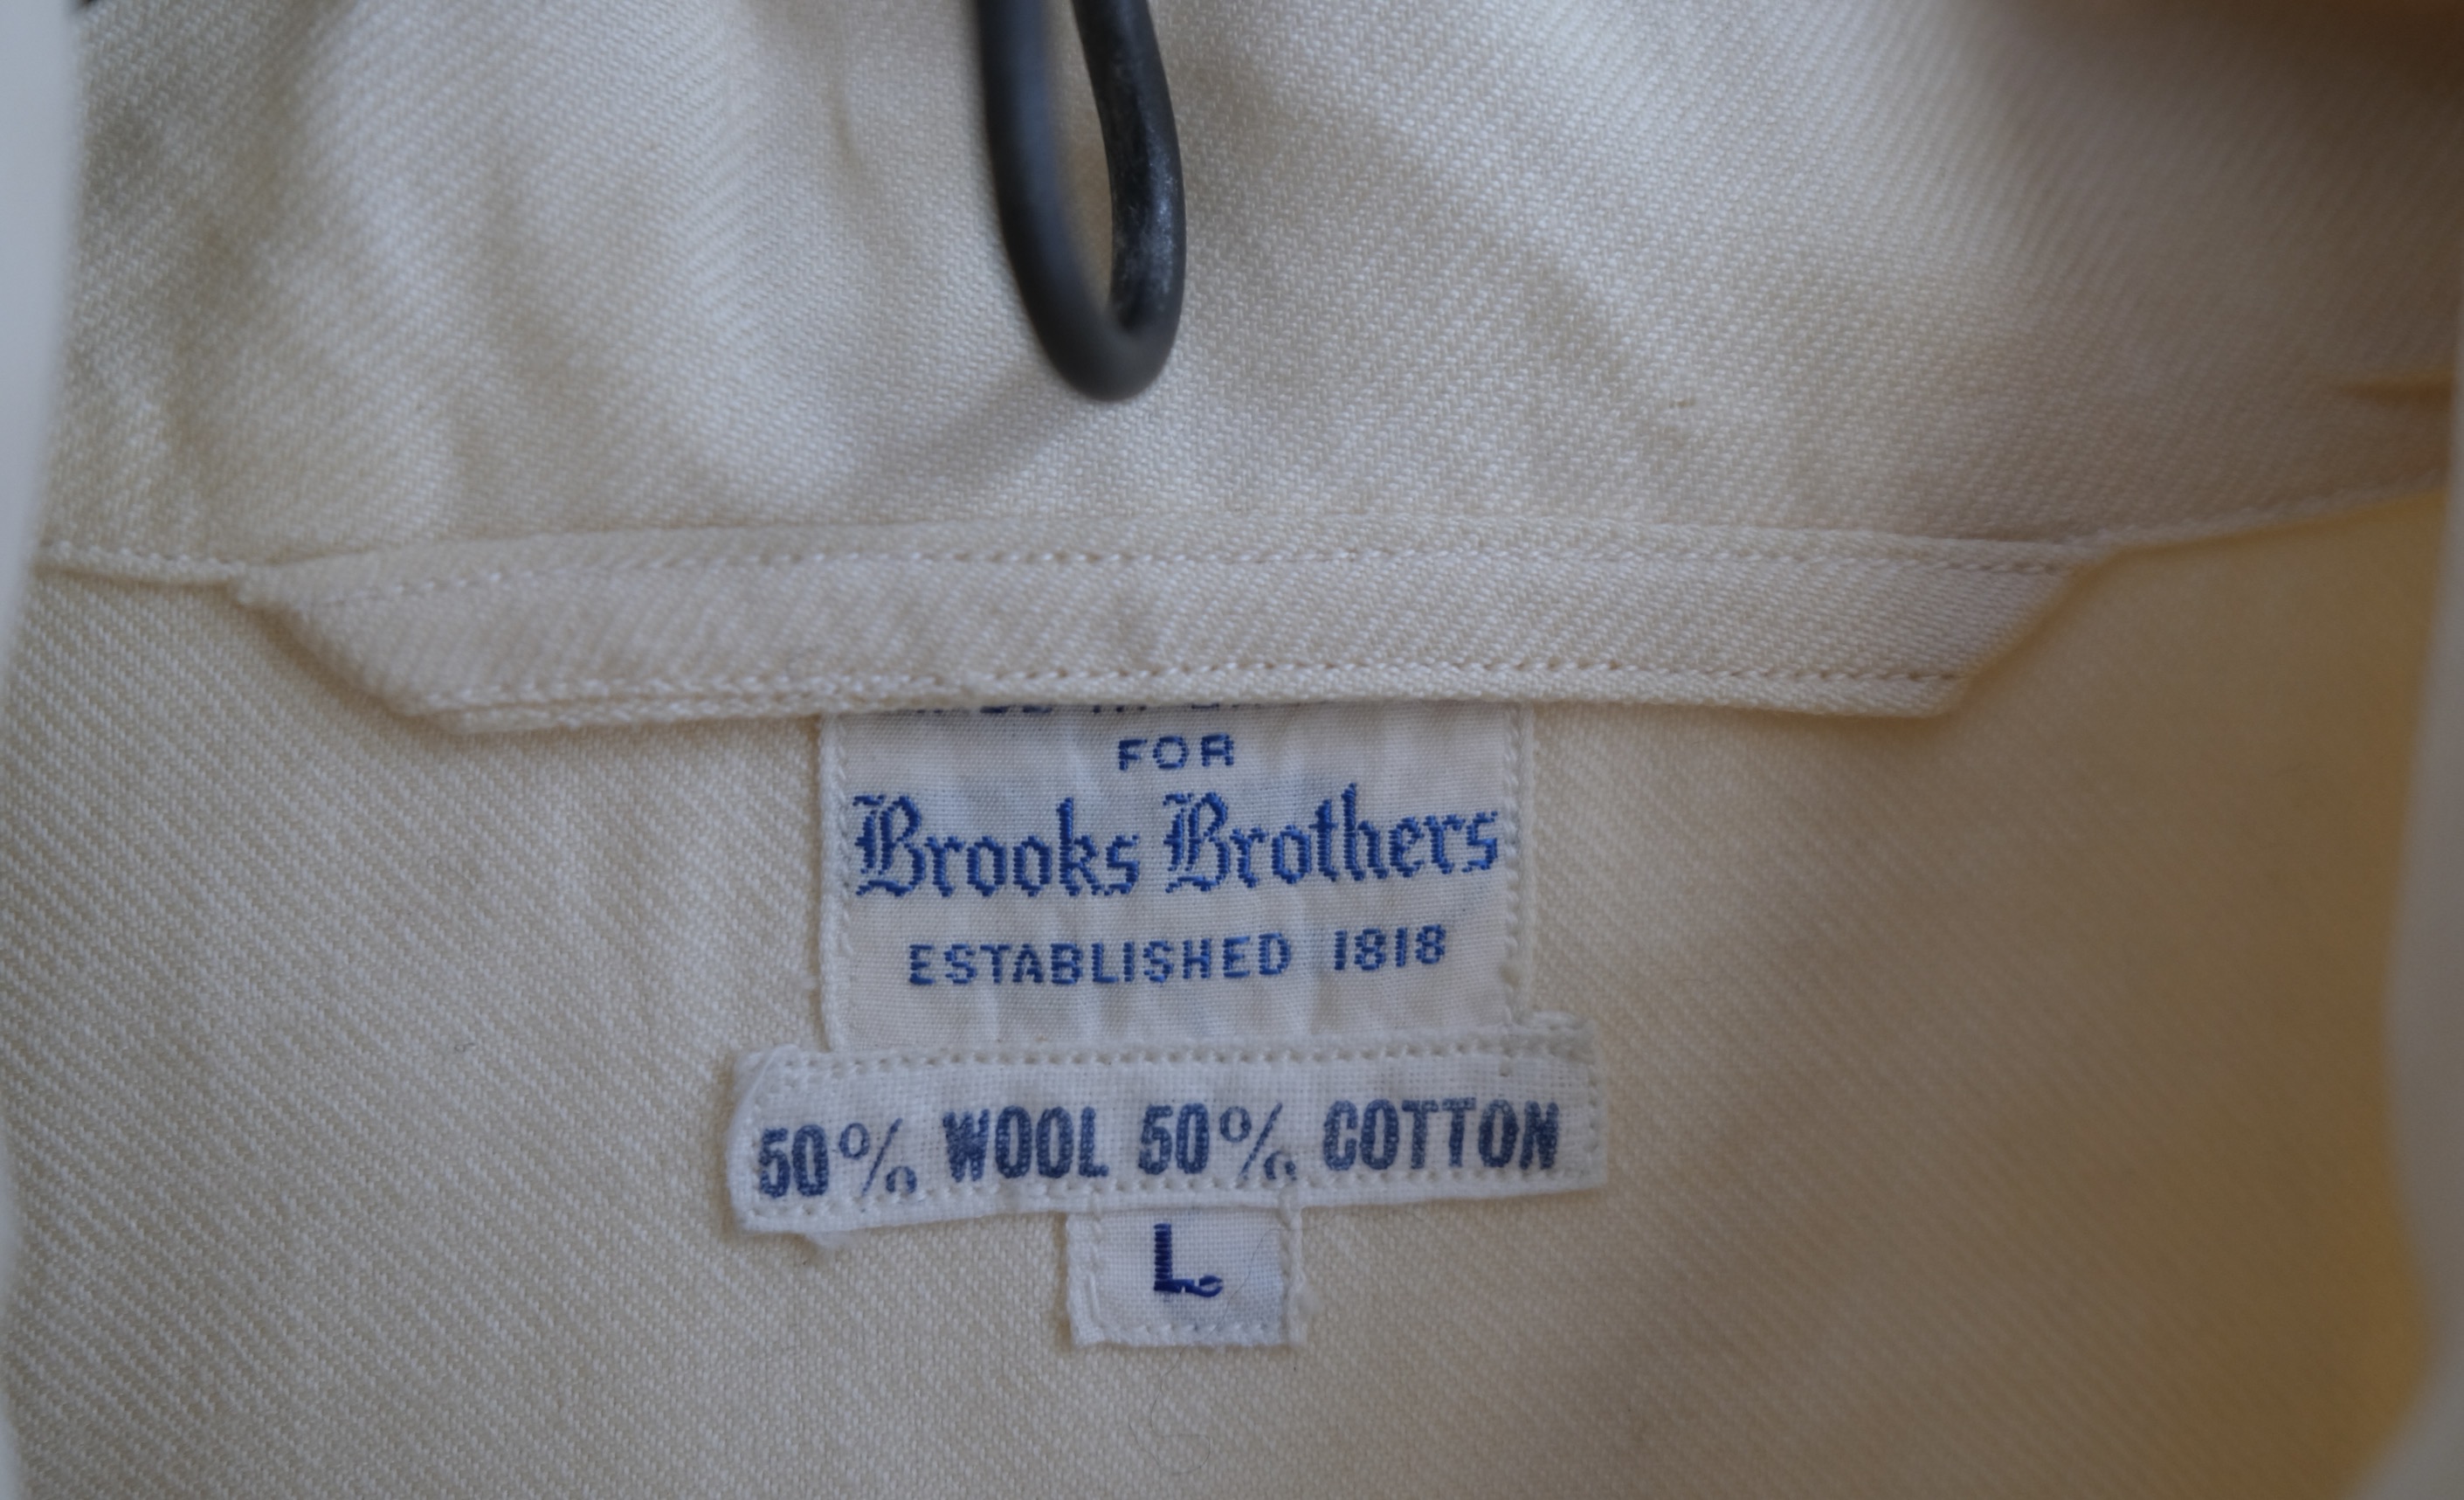 FOR
Brooks Brothers
ESTABLISHED 1818
50% WOOL 50% COTTON
L